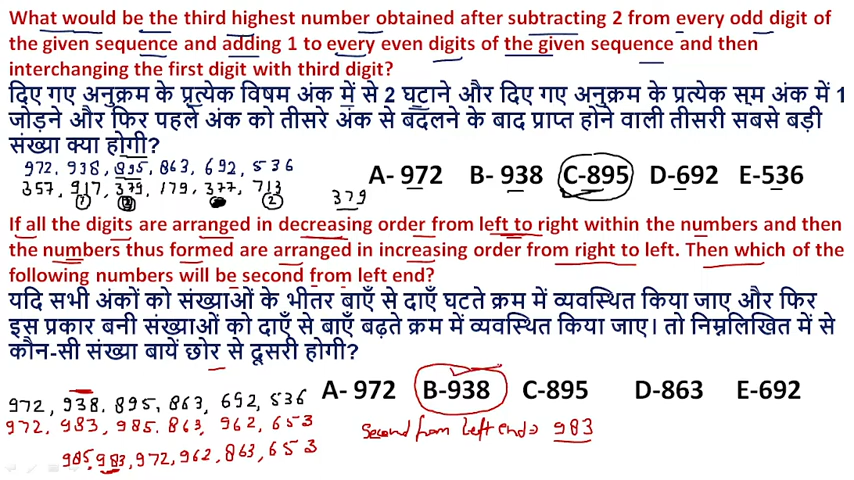 What would be the third highest number obtained after subtracting 2 from every odd digit of
the given sequence and adding 1 to every even digits of the given sequence and then
interchanging the first digit with third digit?
दिए गए अनुक्रम के प्रत्येक विषम अंक में से 2 घटाने और दिए गए अनुक्रम के प्रत्येक सम अंक में 1
जोड़ने और फिर पहले अंक को तीसरे अंक से बदलने के बाद प्राप्त होने वाली तीसरी सबसे बड़ी
संख्या क्या होगी?
972, 938, 895, 863, 692, 536
357, 917, 379, 179, 377, 713
1 3 2
A- 972 B- 938 C-895 D-692 E-536
379
If all the digits are arranged in decreasing order from left to right within the numbers and then
the numbers thus formed are arranged in increasing order from right to left. Then which of the
following numbers will be second from left end?
यदि सभी अंकों को संख्याओं के भीतर बाएँ से दाएँ घटते क्रम में व्यवस्थित किया जाए और फिर
इस प्रकार बनी संख्याओं को दाएँ से बाएँ बढ़ते क्रम में व्यवस्थित किया जाए। तो निम्नलिखित में से
कौन-सी संख्या बायें छोर से दूसरी होगी?
A- 972 B-938 C-895 D-863 E-692
972, 938, 895, 863, 692, 536
972, 983, 985, 863, 962, 653
Second from left end = 983
985, 983, 972, 962, 863, 653